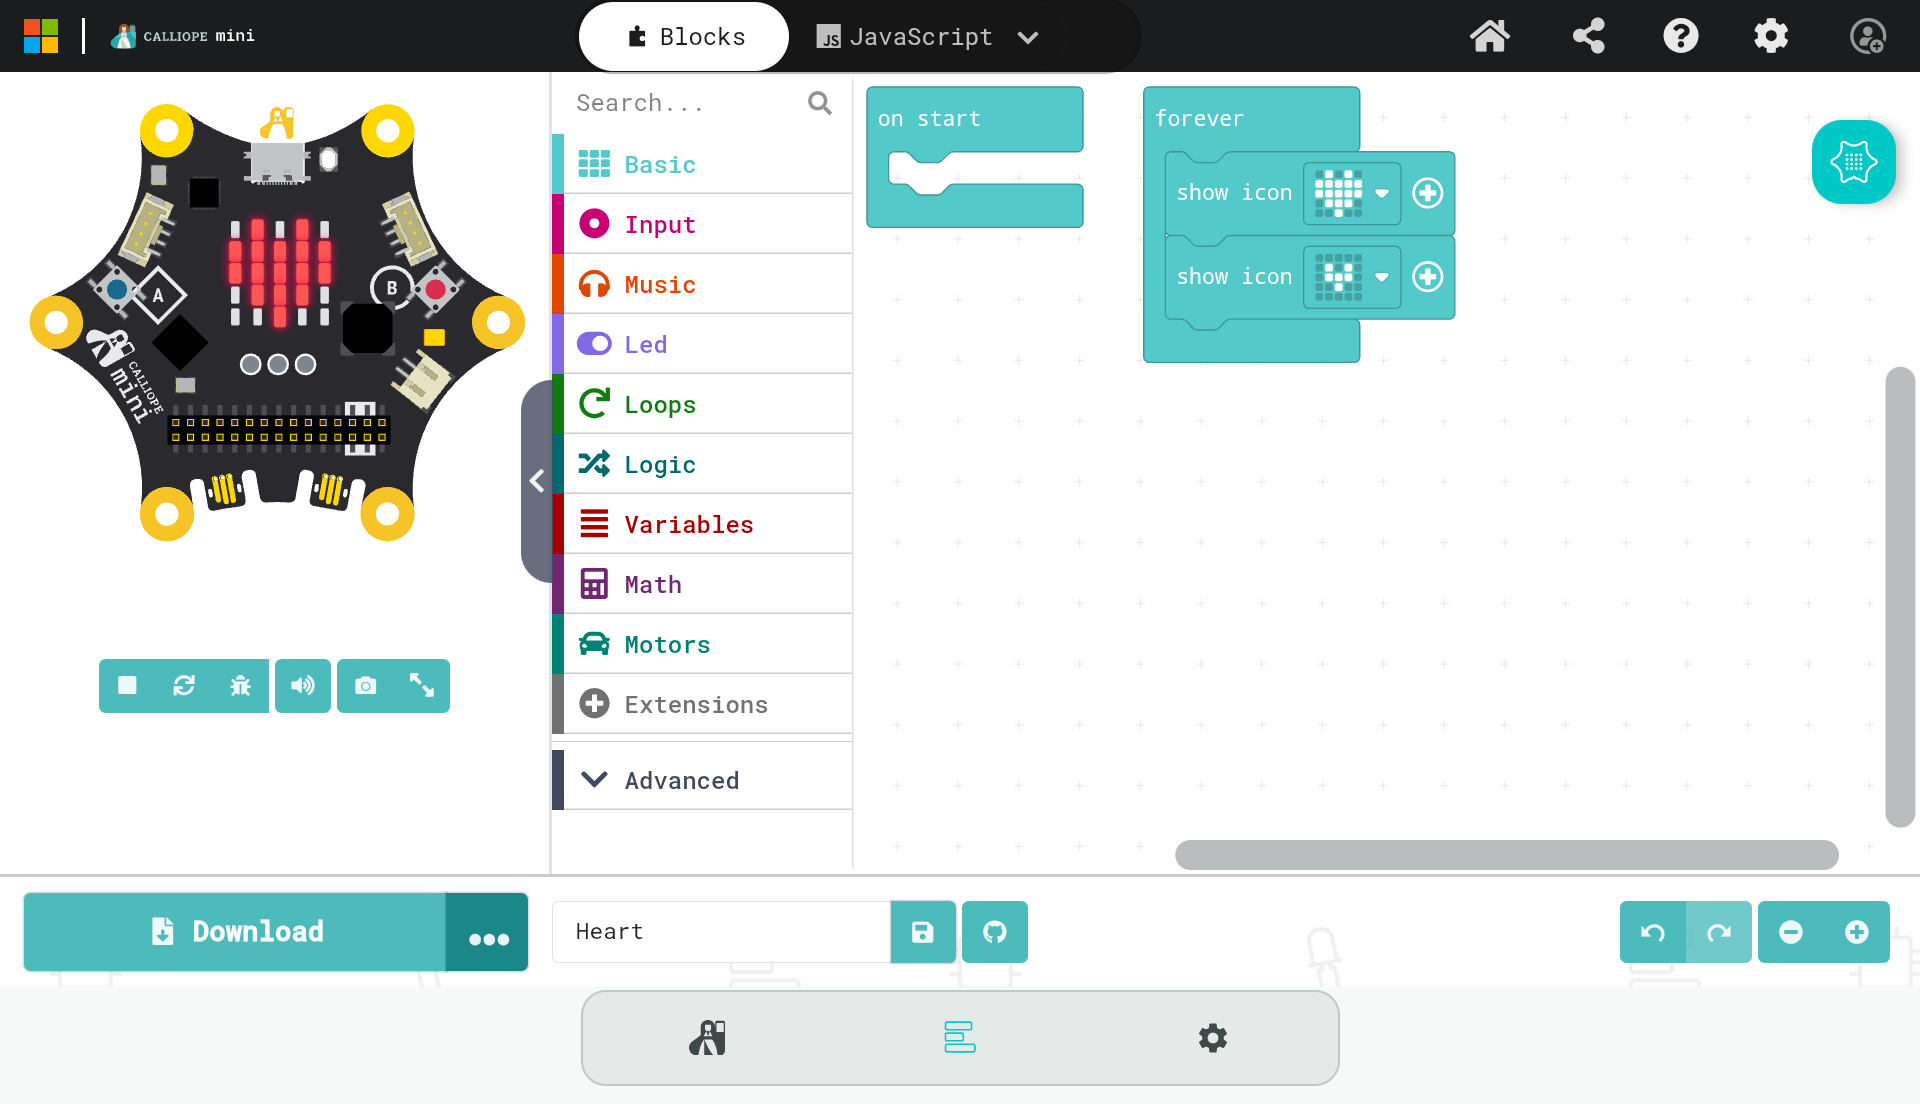 CALLIOPE mini
Blocks
JS JavaScript
Search...
on start
forever
show icon
show icon
Basic
Input
Music
Led
Loops
Logic
Variables
Math
Motors
Extensions
Advanced
A
B
CALLIOPE
mini
Download
Heart